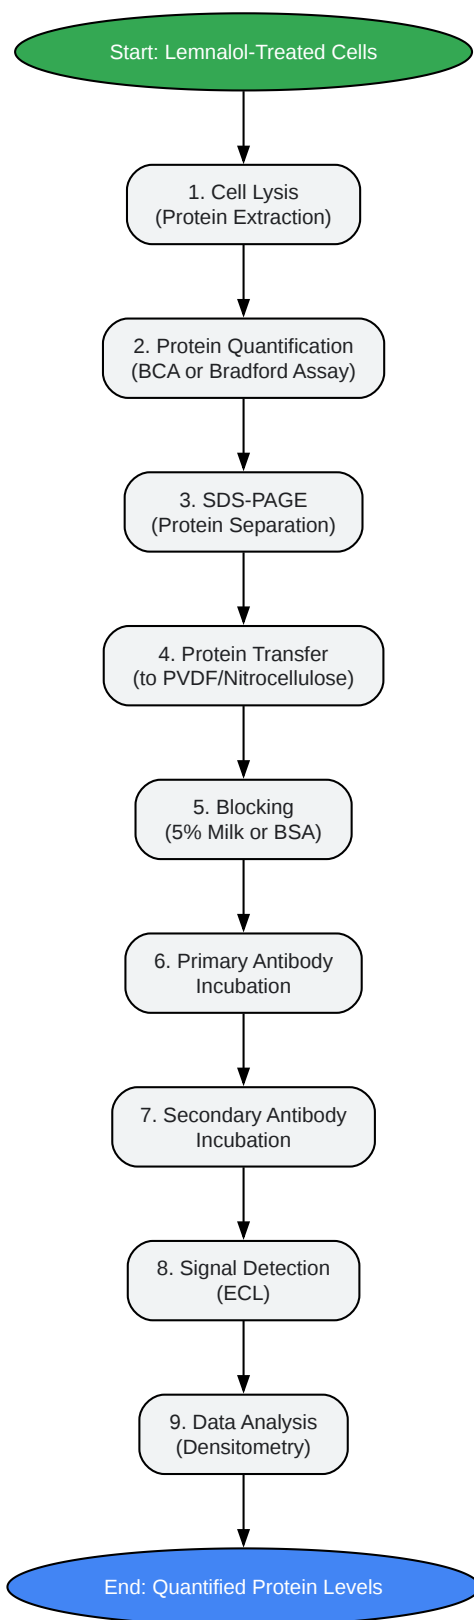 Start: Lemnalol-Treated Cells
1. Cell Lysis
(Protein Extraction)
2. Protein Quantification
(BCA or Bradford Assay)
3. SDS-PAGE
(Protein Separation)
4. Protein Transfer
(to PVDF/Nitrocellulose)
5. Blocking
(5% Milk or BSA)
6. Primary Antibody
Incubation
7. Secondary Antibody
Incubation
8. Signal Detection
(ECL)
9. Data Analysis
(Densitometry)
End: Quantified Protein Levels